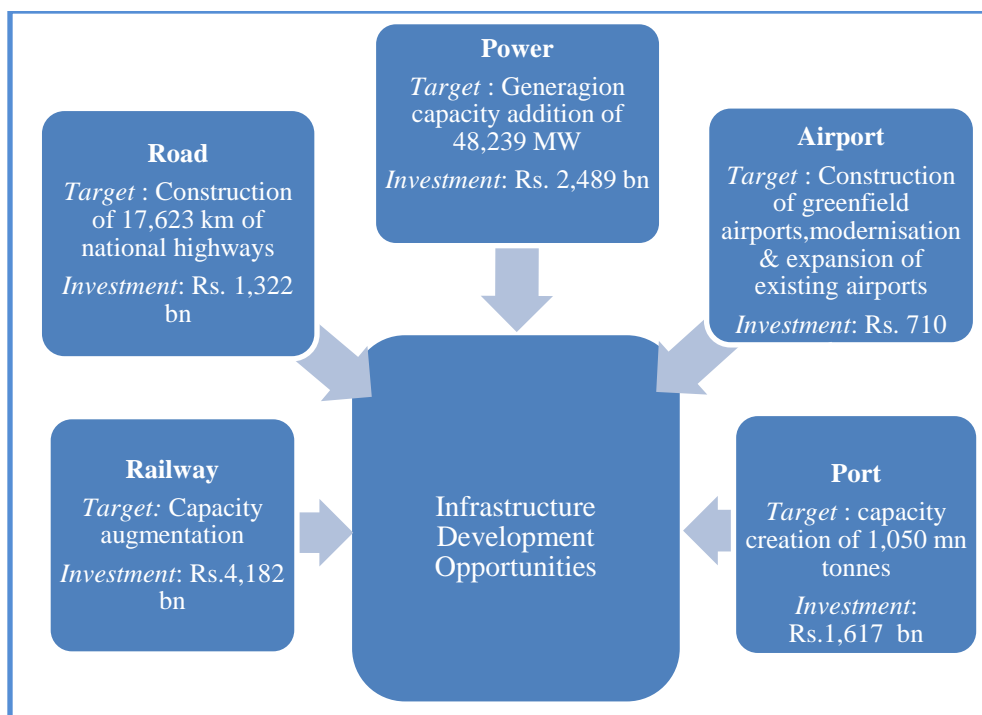 Power
Target : Generagion
capacity addition of
48,239 MW
Investment: Rs. 2,489 bn
Road
Target : Construction
of 17,623 km of
national highways
Investment: Rs. 1,322
bn
Airport
Target : Construction
of greenfield
airports,modernisation
& expansion of
existing airports
Investment: Rs. 710
Railway
Target: Capacity
augmentation
Investment: Rs.4,182
bn
Infrastructure
Development
Opportunities
Port
Target : capacity
creation of 1,050 mn
tonnes
Investment:
Rs.1,617 bn